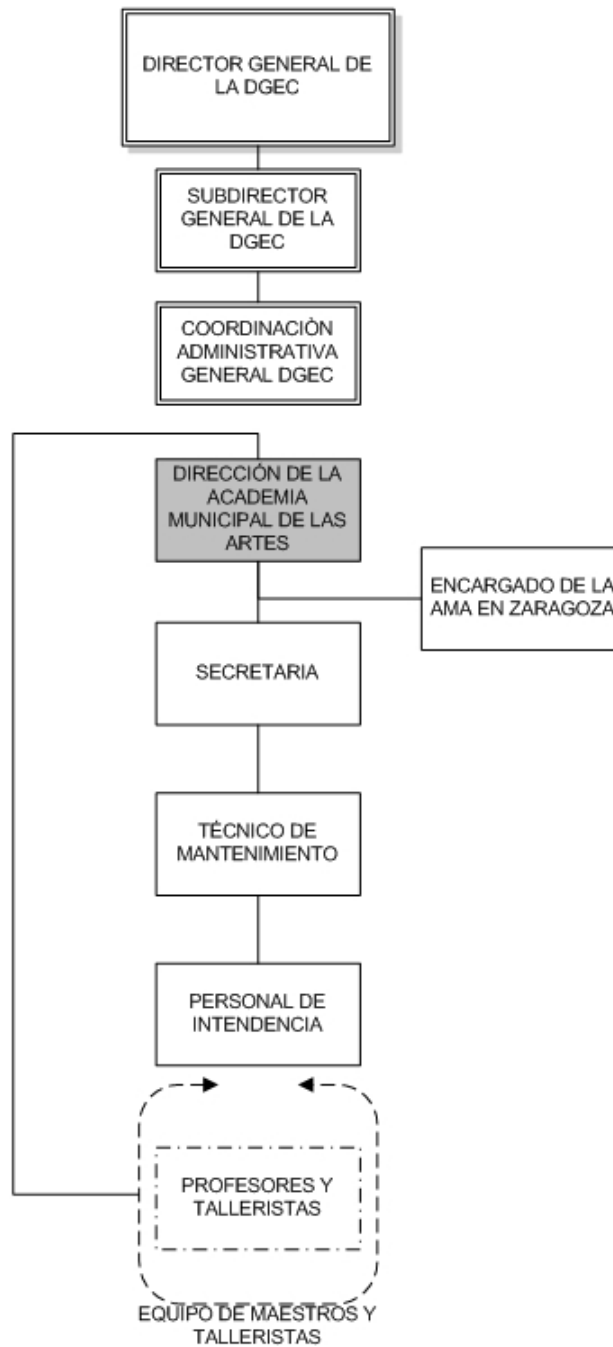 DIRECTOR GENERAL DE
LA DGEC
SUBDIRECTOR
GENERAL DE LA
DGEC
COORDINACIÒN
ADMINISTRATIVA
GENERAL DGEC
DIRECCIÓN DE LA
ACADEMIA
MUNICIPAL DE LAS
ARTES
ENCARGADO DE LA
AMA EN ZARAGOZA
SECRETARIA
TÉCNICO DE
MANTENIMIENTO
PERSONAL DE
INTENDENCIA
PROFESORES Y
TALLERISTAS
EQUIPO DE MAESTROS Y
TALLERISTAS